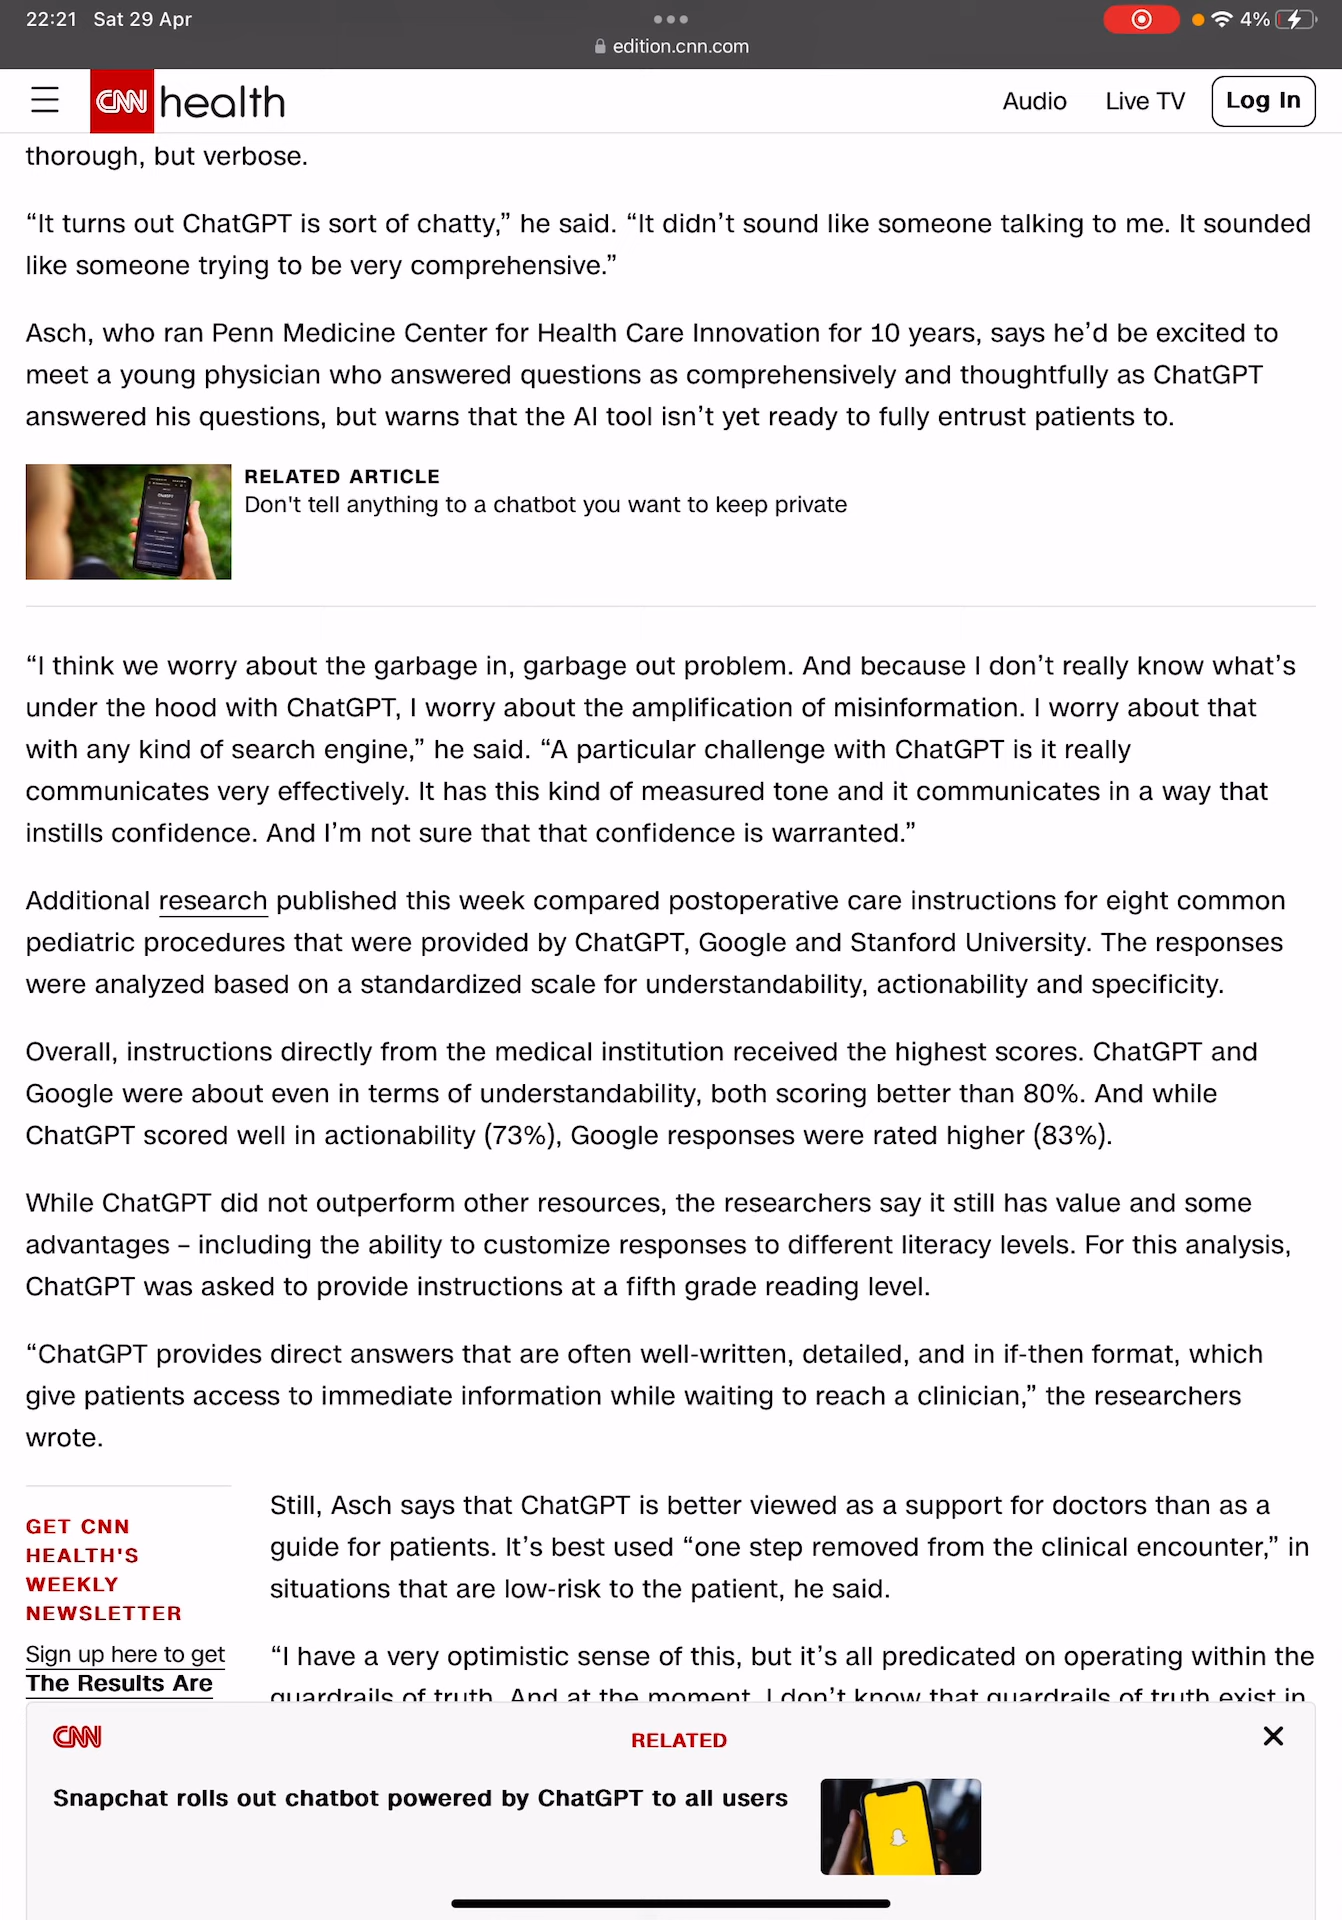 22:21 Sat 29 Apr
4%
edition.cnn.com
CNN health
Audio
Live TV
Log In
thorough, but verbose.
“It turns out ChatGPT is sort of chatty,” he said. “It didn’t sound like someone talking to me. It sounded
like someone trying to be very comprehensive.”
Asch, who ran Penn Medicine Center for Health Care Innovation for 10 years, says he’d be excited to
meet a young physician who answered questions as comprehensively and thoughtfully as ChatGPT
answered his questions, but warns that the AI tool isn’t yet ready to fully entrust patients to.
RELATED ARTICLE
Don't tell anything to a chatbot you want to keep private
“I think we worry about the garbage in, garbage out problem. And because I don’t really know what’s
under the hood with ChatGPT, I worry about the amplification of misinformation. I worry about that
with any kind of search engine,” he said. “A particular challenge with ChatGPT is it really
communicates very effectively. It has this kind of measured tone and it communicates in a way that
instills confidence. And I’m not sure that that confidence is warranted.”
Additional research published this week compared postoperative care instructions for eight common
pediatric procedures that were provided by ChatGPT, Google and Stanford University. The responses
were analyzed based on a standardized scale for understandability, actionability and specificity.
Overall, instructions directly from the medical institution received the highest scores. ChatGPT and
Google were about even in terms of understandability, both scoring better than 80%. And while
ChatGPT scored well in actionability (73%), Google responses were rated higher (83%).
While ChatGPT did not outperform other resources, the researchers say it still has value and some
advantages – including the ability to customize responses to different literacy levels. For this analysis,
ChatGPT was asked to provide instructions at a fifth grade reading level.
“ChatGPT provides direct answers that are often well-written, detailed, and in if-then format, which
give patients access to immediate information while waiting to reach a clinician,” the researchers
wrote.
GET CNN
HEALTH'S
WEEKLY
NEWSLETTER
Sign up here to get
The Results Are
Still, Asch says that ChatGPT is better viewed as a support for doctors than as a
guide for patients. It’s best used “one step removed from the clinical encounter,” in
situations that are low-risk to the patient, he said.
“I have a very optimistic sense of this, but it’s all predicated on operating within the
guardrails of truth. And at the moment, I don’t know that guardrails of truth exist in
CNN
RELATED
Snapchat rolls out chatbot powered by ChatGPT to all users